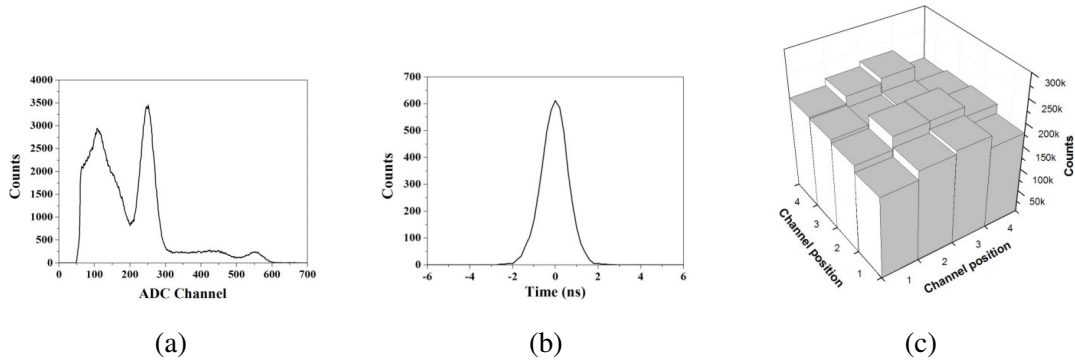 4000
3500
3000
2500
2000
1500
1000
500
0
Counts
0 100 200 300 400 500 600 700
ADC Channel
(a)
700
600
500
400
300
200
100
0
Counts
-6 -4 -2 0 2 4 6
Time (ns)
(b)
300k
250k
200k
150k
100k
50k
Counts
4
3
2
1
Channel position
1
2
3
4
Channel position
(c)